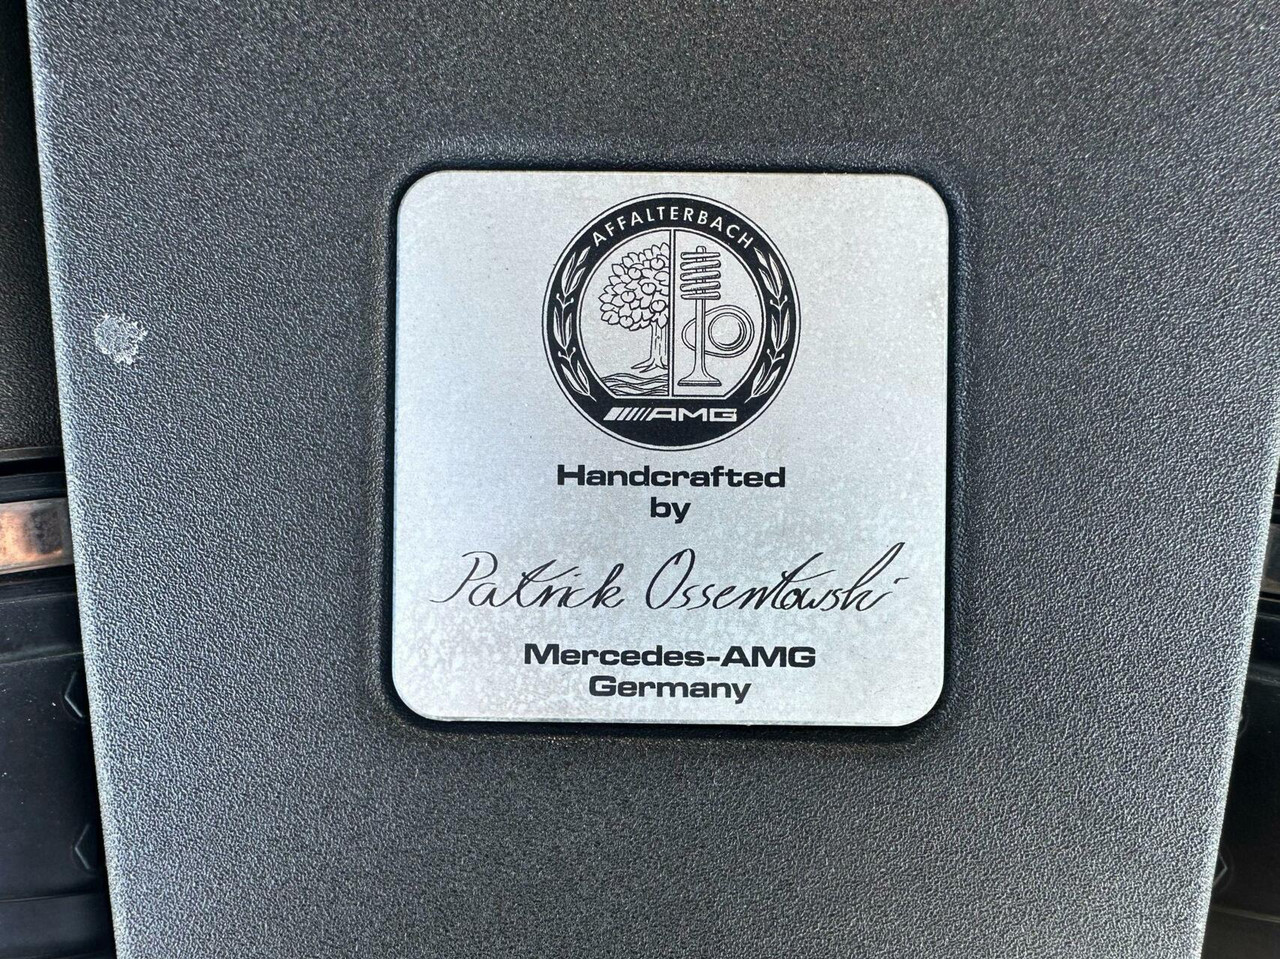 AFFALTERBACH
AMG
Handcrafted
by
Patrick Ossentowski
Mercedes-AMG
Germany